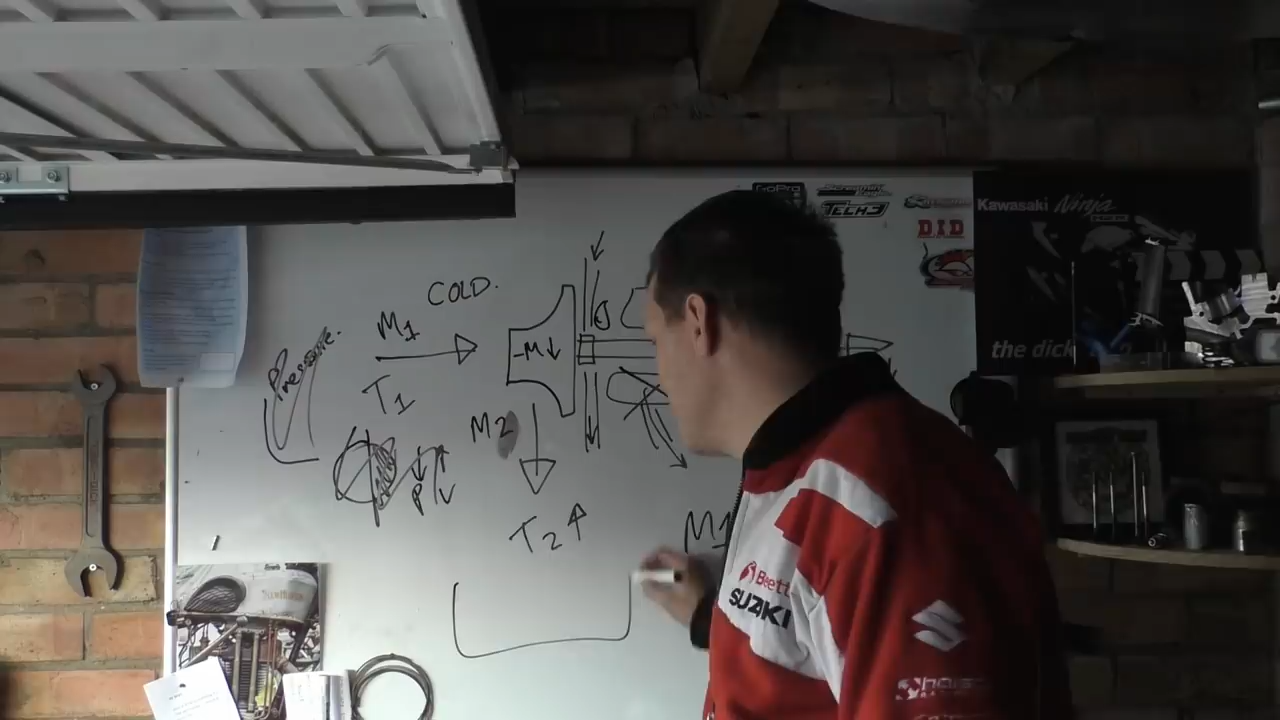 GoPro
TECH3
D.I.D
Kawasaki Ninja
COLD.
M1
Pressure.
-M↓
T1
M2
P V
T2 ↑
M1
the dick
SUZUKI